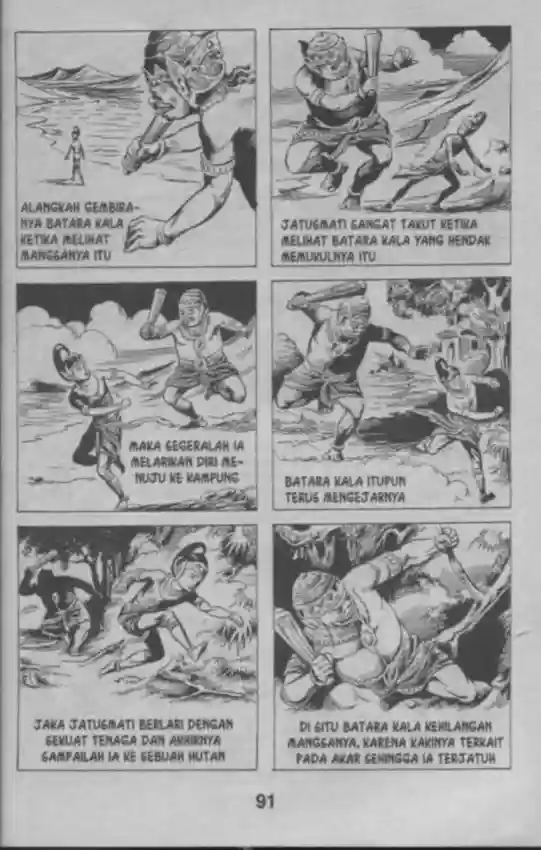 ALANGKAH GEMBIRA-
NYA BATARA KALA
KETIKA MELIHAT
MANGSANYA ITU
JATUSMATI SANGAT TAKUT KETIKA
MELIHAT BATARA KALA YANG HENDAK
MEMUKULNYA ITU
MAKA SEGERALAH IA
MELARIKAN DIRI ME-
NUJU KE KAMPUNG
BATARA KALA ITUPUN
TERUS MENGEJARNYA
JAKA JATUSMATI BERLARI DENGAN
SEKUAT TENAGA DAN AKHIRNYA
SAMPAILAH IA KE SEBUAH HUTAN
DI SITU BATARA KALA KEHILANGAN
MANGSANYA, KARENA KAKINYA TERKAIT
PADA AKAR SEHINGGA IA TERJATUH
91